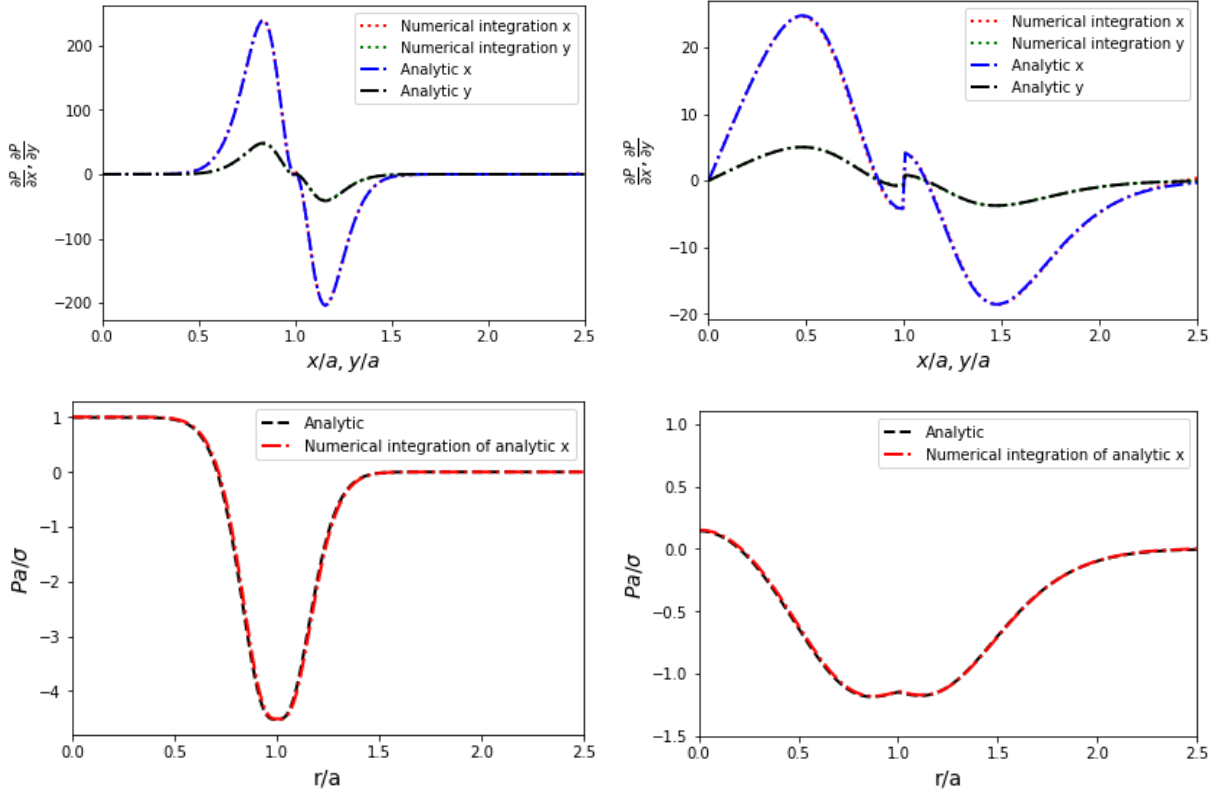 Numerical integration x
Numerical integration y
Analytic x
Analytic y
200
100
0
−100
−200
∂P/∂x, ∂P/∂y
0.0 0.5 1.0 1.5 2.0 2.5
x/a, y/a
Numerical integration x
Numerical integration y
Analytic x
Analytic y
20
10
0
−10
−20
∂P/∂x, ∂P/∂y
0.0 0.5 1.0 1.5 2.0 2.5
x/a, y/a
Analytic
Numerical integration of analytic x
1
0
−1
−2
−3
−4
Pa/σ
0.0 0.5 1.0 1.5 2.0 2.5
r/a
Analytic
Numerical integration of analytic x
1.0
0.5
0.0
−0.5
−1.0
−1.5
Pa/σ
0.0 0.5 1.0 1.5 2.0 2.5
r/a